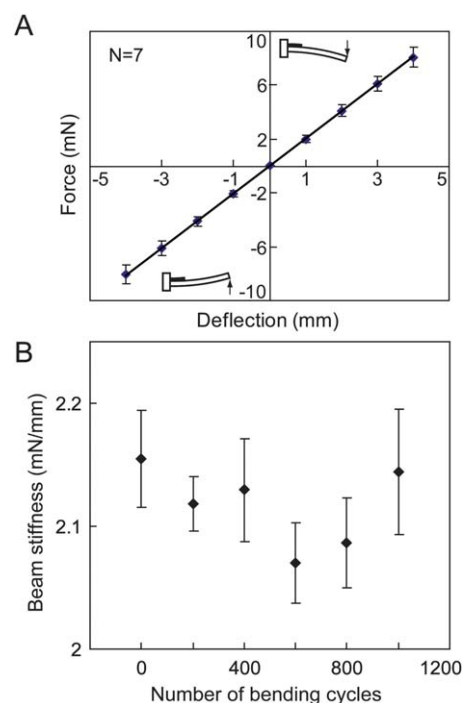 A
N=7
10
6
2
-5
-3
-1
1
3
5
-2
-6
-10
Force (mN)
Deflection (mm)
B
2.2
2.1
2
Beam stiffness (mN/mm)
0
400
800
1200
Number of bending cycles